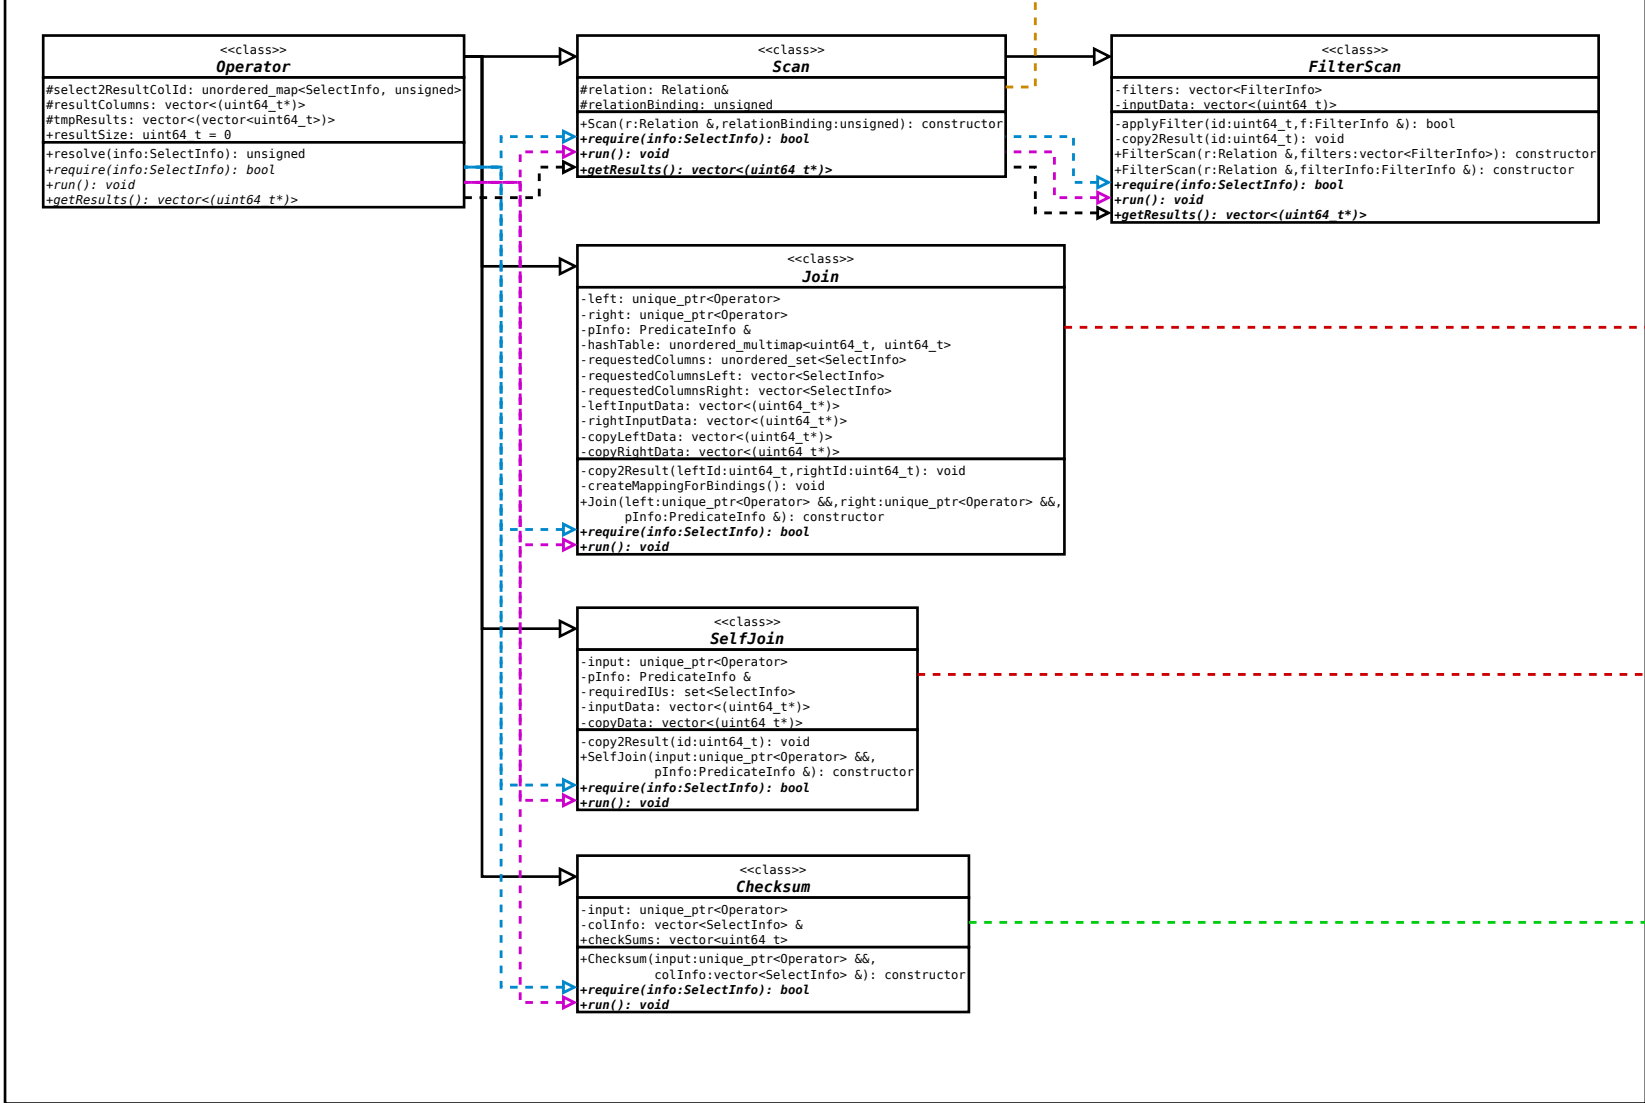 <<class>>
Operator
#select2ResultColId: unordered_map<SelectInfo, unsigned>
#resultColumns: vector<(uint64_t*)>
#tmpResults: vector<(vector<uint64_t>)>
+resultSize: uint64_t = 0
+resolve(info:SelectInfo): unsigned
+require(info:SelectInfo): bool
+run(): void
+getResults(): vector<(uint64_t*)>
<<class>>
Scan
#relation: Relation&
#relationBinding: unsigned
+Scan(r:Relation &,relationBinding:unsigned): constructor
+require(info:SelectInfo): bool
+run(): void
+getResults(): vector<(uint64_t*)>
<<class>>
FilterScan
-filters: vector<FilterInfo>
-inputData: vector<(uint64_t)>
-applyFilter(id:uint64_t,f:FilterInfo &): bool
-copy2Result(id:uint64_t): void
+FilterScan(r:Relation &,filters:vector<FilterInfo>): constructor
+FilterScan(r:Relation &,filterInfo:FilterInfo &): constructor
+require(info:SelectInfo): bool
+run(): void
+getResults(): vector<(uint64_t*)>
<<class>>
Join
-left: unique_ptr<Operator>
-right: unique_ptr<Operator>
-pInfo: PredicateInfo &
-hashTable: unordered_multimap<uint64_t, uint64_t>
-requestedColumns: unordered_set<SelectInfo>
-requestedColumnsLeft: vector<SelectInfo>
-requestedColumnsRight: vector<SelectInfo>
-leftInputData: vector<(uint64_t*)>
-rightInputData: vector<(uint64_t*)>
-copyLeftData: vector<(uint64_t*)>
-copyRightData: vector<(uint64_t*)>
-copy2Result(leftId:uint64_t,rightId:uint64_t): void
-createMappingForBindings(): void
+Join(left:unique_ptr<Operator> &&,right:unique_ptr<Operator> &&,
pInfo:PredicateInfo &): constructor
+require(info:SelectInfo): bool
+run(): void
<<class>>
SelfJoin
-input: unique_ptr<Operator>
-pInfo: PredicateInfo &
-requiredIUs: set<SelectInfo>
-inputData: vector<(uint64_t*)>
-copyData: vector<(uint64_t*)>
-copy2Result(id:uint64_t): void
+SelfJoin(input:unique_ptr<Operator> &&,
pInfo:PredicateInfo &): constructor
+require(info:SelectInfo): bool
+run(): void
<<class>>
Checksum
-input: unique_ptr<Operator>
-colInfo: vector<SelectInfo> &
+checkSums: vector<uint64_t>
+Checksum(input:unique_ptr<Operator> &&,
colInfo:vector<SelectInfo> &): constructor
+require(info:SelectInfo): bool
+run(): void